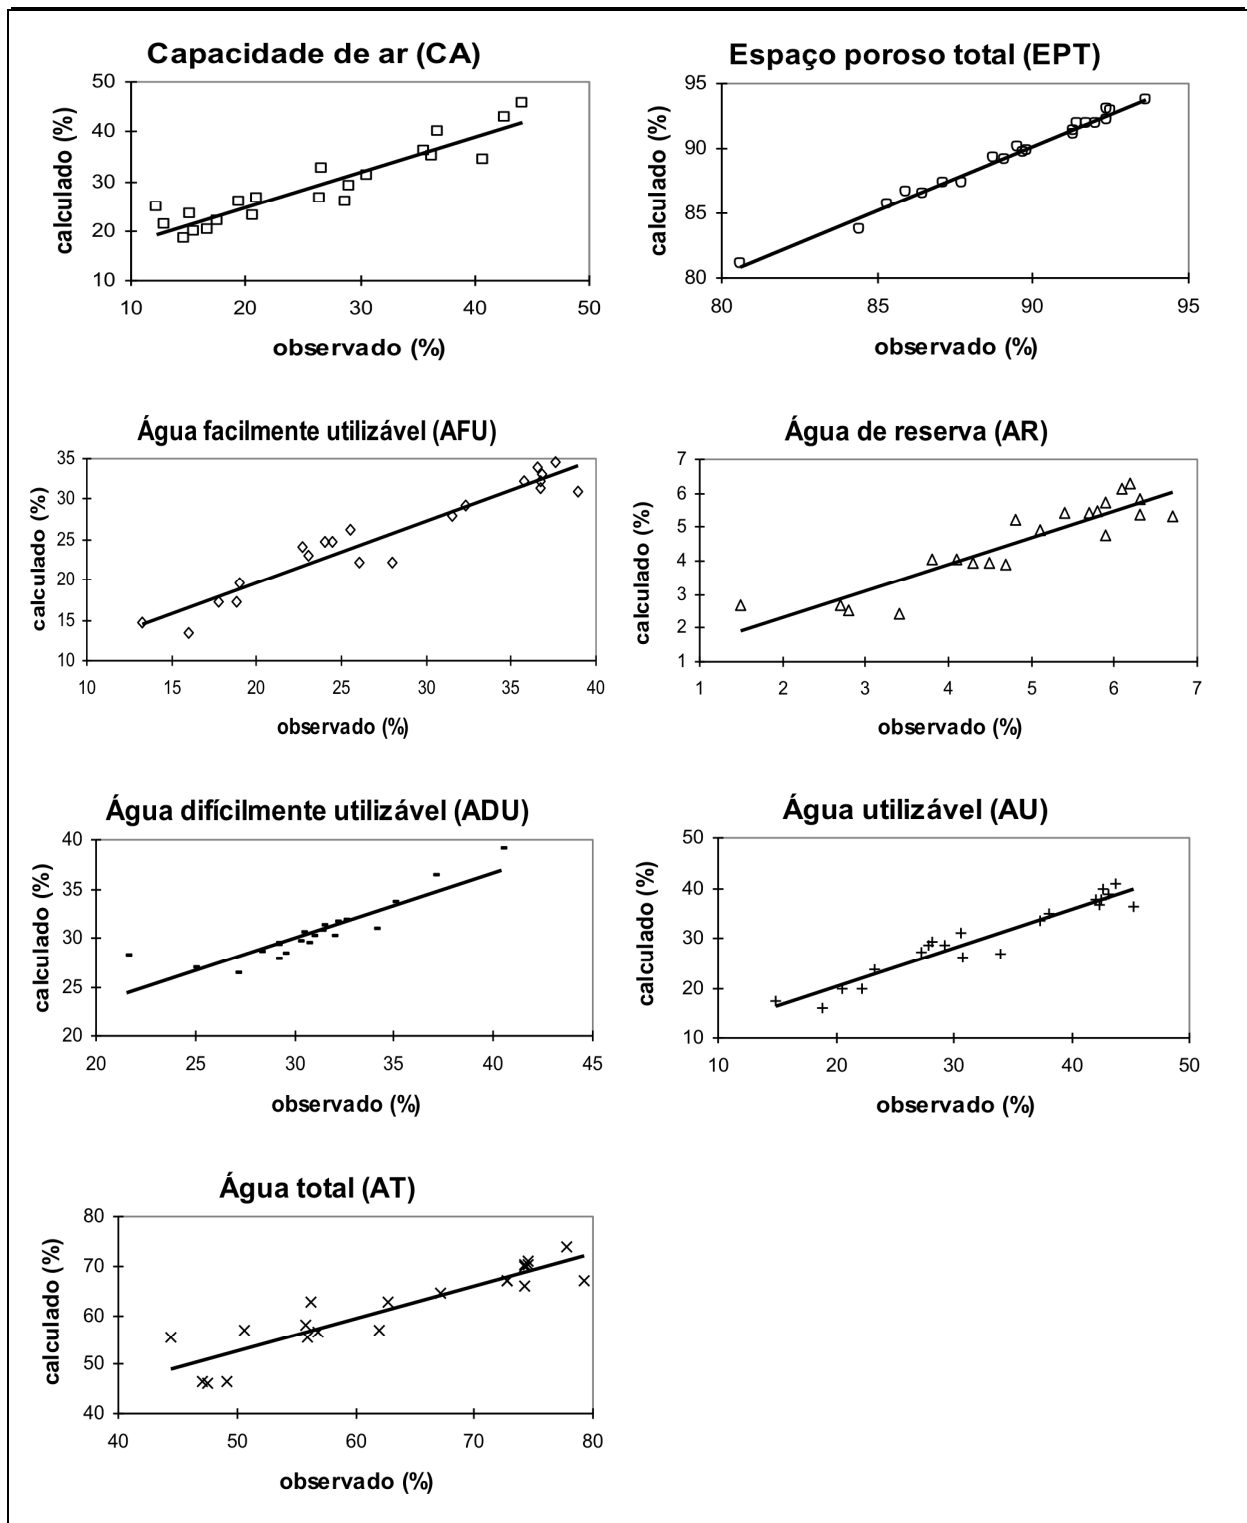 Capacidade de ar (CA)
50
40
30
20
10
calculado (%)
10 20 30 40 50
observado (%)
Espaço poroso total (EPT)
95
90
85
80
calculado (%)
80 85 90 95
observado (%)
Água facilmente utilizável (AFU)
35
30
25
20
15
10
calculado (%)
10 15 20 25 30 35 40
observado (%)
Água de reserva (AR)
7
6
5
4
3
2
1
calculado (%)
1 2 3 4 5 6 7
observado (%)
Água difícilmente utilizável (ADU)
40
35
30
25
20
calculado (%)
20 25 30 35 40 45
observado (%)
Água utilizável (AU)
50
40
30
20
10
calculado (%)
10 20 30 40 50
observado (%)
Água total (AT)
80
70
60
50
40
calculado (%)
40 50 60 70 80
observado (%)